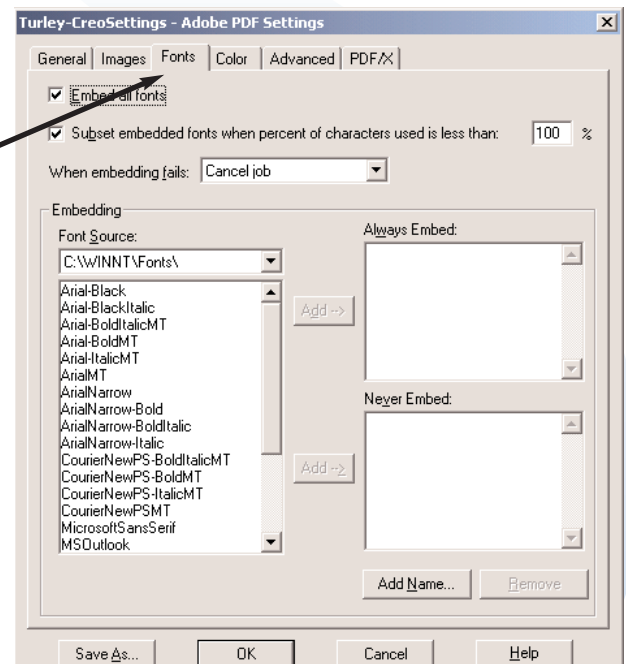 Turley-CreoSettings - Adobe PDF Settings
General Images Fonts Color Advanced PDF/X
Embed all fonts
Subset embedded fonts when percent of characters used is less than: 100 %
When embedding fails: Cancel job
Embedding
Font Source:
C:\WINNT\Fonts\
Arial-Black
Arial-BlackItalic
Arial-BoldItalicMT
Arial-BoldMT
Arial-ItalicMT
ArialMT
ArialNarrow
ArialNarrow-Bold
ArialNarrow-BoldItalic
ArialNarrow-Italic
CourierNewPS-BoldItalicMT
CourierNewPS-BoldMT
CourierNewPS-ItalicMT
CourierNewPSMT
MicrosoftSansSerif
MSOutlook
Add -->
Add -->
Always Embed:
Never Embed:
Add Name... Remove
Save As... OK Cancel Help